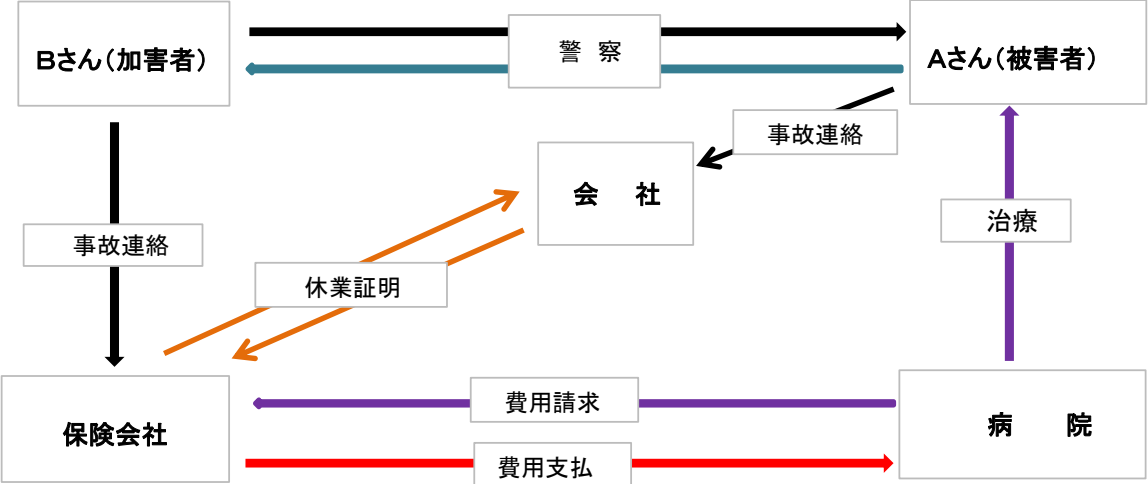 Bさん(加害者)
警 察
Aさん(被害者)
事故連絡
会 社
治療
事故連絡
休業証明
費用請求
保険会社
病 院
費用支払